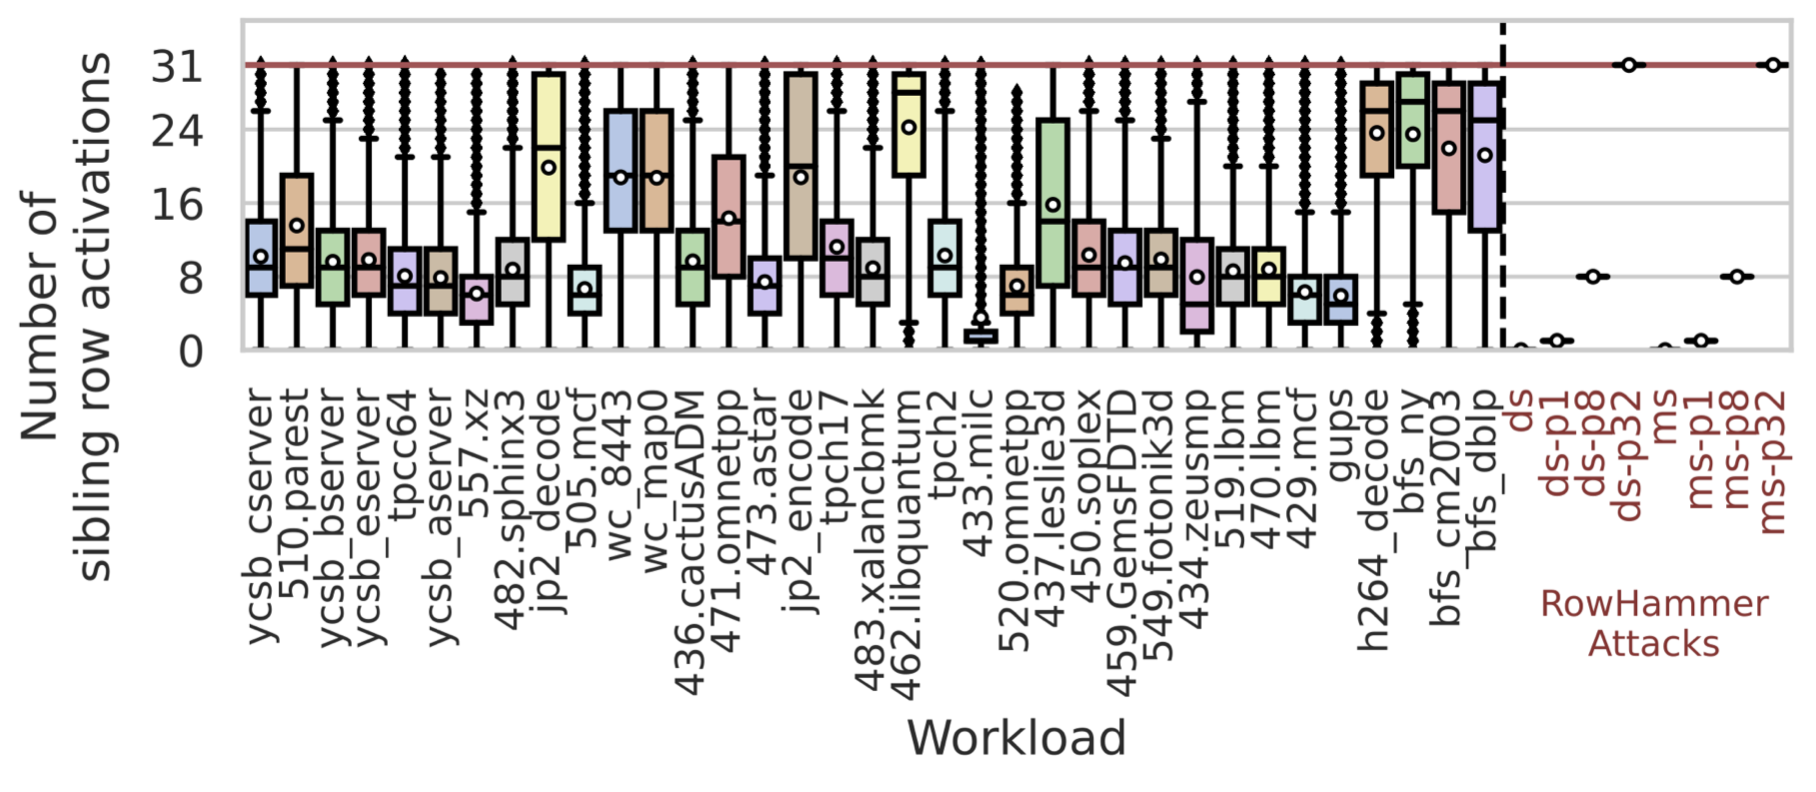 Number of
sibling row activations
31
24
16
8
0
ycsb_cserver
510.parest
ycsb_bserver
ycsb_eserver
tpcc64
ycsb_aserver
557.xz
482.sphinx3
jp2_decode
505.mcf
wc_8443
wc_map0
436.cactusADM
471.omnetpp
473.astar
jp2_encode
tpch17
483.xalancbmk
462.libquantum
tpch2
433.milc
520.omnetpp
437.leslie3d
450.soplex
459.GemsFDTD
549.fotonik3d
434.zeusmp
519.lbm
470.lbm
429.mcf
gups
h264_decode
bfs_ny
bfs_cm2003
bfs_dblp
ds
ds-p1
ds-p8
ds-p32
ms
ms-p1
ms-p8
ms-p32
RowHammer
Attacks
Workload